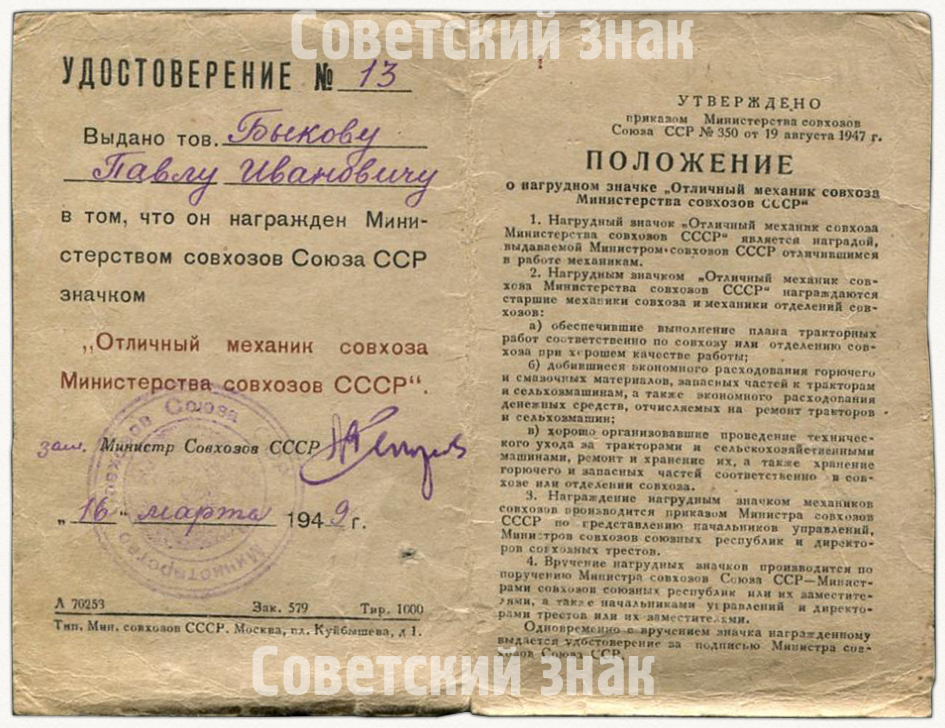 Советский знак
УДОСТОВЕРЕНИЕ № 13
Выдано тов. Быкову
Павлу Ивановичу
в том, что он награжден Мини-
стерством совхозов Союза ССР
значком
„Отличный механик совхоза
Министерства совхозов СССР“.
зам. Министр Совхозов СССР
„16“ марта 1949 г.
Л 70253 Зак. 579 Тир. 1000
Тип. Мин. совхозов СССР. Москва, пл. Куйбышева, д 1.
УТВЕРЖДЕНО
приказом Министерства совхозов
Союза ССР № 350 от 19 августа 1947 г.
ПОЛОЖЕНИЕ
о нагрудном значке „Отличный механик совхоза
Министерства совхозов СССР“
1. Нагрудный значок „Отличный механик совхоза
Министерства совхозов СССР“ является наградой,
выдаваемой Министром совхозов СССР отличившимся
в работе механикам.
2. Нагрудным значком „Отличный механик сов-
хоза Министерства совхозов СССР“ награждаются
старшие механики совхоза и механики отделений сов-
хозов:
а) обеспечившие выполнение плана тракторных
работ соответственно по совхозу или отделению сов-
хоза при хорошем качестве работы;
б) добившиеся экономного расходования горючего
и смазочных материалов, запасных частей к тракторам
и сельхозмашинам, а также экономного расходования
денежных средств, отчисляемых на ремонт тракторов
и сельхозмашин;
в) хорошо организовавшие проведение техничес-
кого ухода за тракторами и сельскохозяйственными
машинами, ремонт и хранение их, а также хранение
горючего и запасных частей соответственно в сов-
хозе или отделении совхоза.
3. Награждение нагрудным значком механиков
совхозов производится приказом Министра совхозов
СССР по представлению начальников управлений,
Министров совхозов союзных республик и директо-
ров совхозных трестов.
4. Вручение нагрудных значков производится по
поручению Министра совхозов Союза ССР—Минист-
рами совхозов союзных республик или их заместите-
лями, а также начальниками управлений и директо-
рами трестов или их заместителями.
Одновременно с вручением значка награжденному
выдается удостоверение за подписью Министра сов-
хозов Союза ССР.
Советский знак